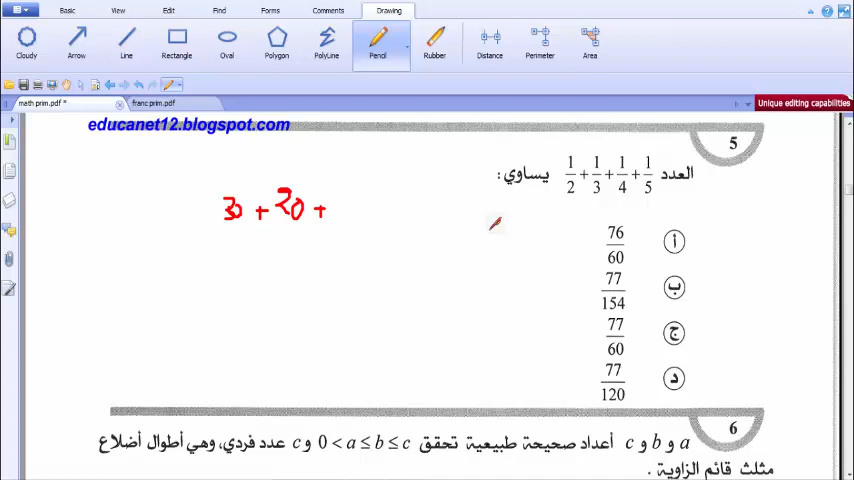 Basic View Edit Find Forms Comments Drawing Help
Cloudy Arrow Line Rectangle Oval Polygon PolyLine Pencil Rubber Distance Perimeter Area
math prim.pdf * franc prim.pdf Unique editing capabilities
educanet12.blogspot.com
5
العدد 1/2 + 1/3 + 1/4 + 1/5 يساوي :
30 + 20 +
أ 76/60
ب 77/154
ج 77/60
د 77/120
6
a و b و c أعداد صحيحة طبيعية تحقق 0 < a ≤ b ≤ c و c عدد فردي، وهي أطوال أضلاع
مثلث قائم الزاوية .